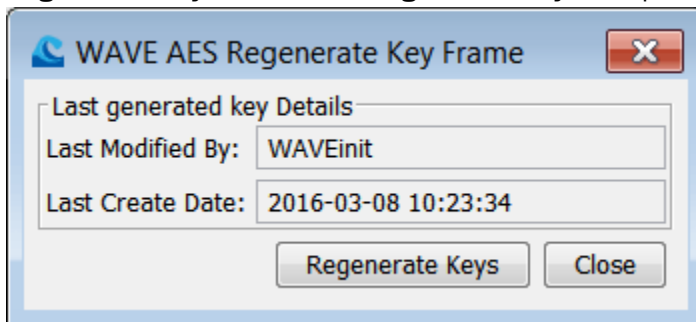 WAVE AES Regenerate Key Frame
Last generated key Details
Last Modified By: WAVEinit
Last Create Date: 2016-03-08 10:23:34
Regenerate Keys Close